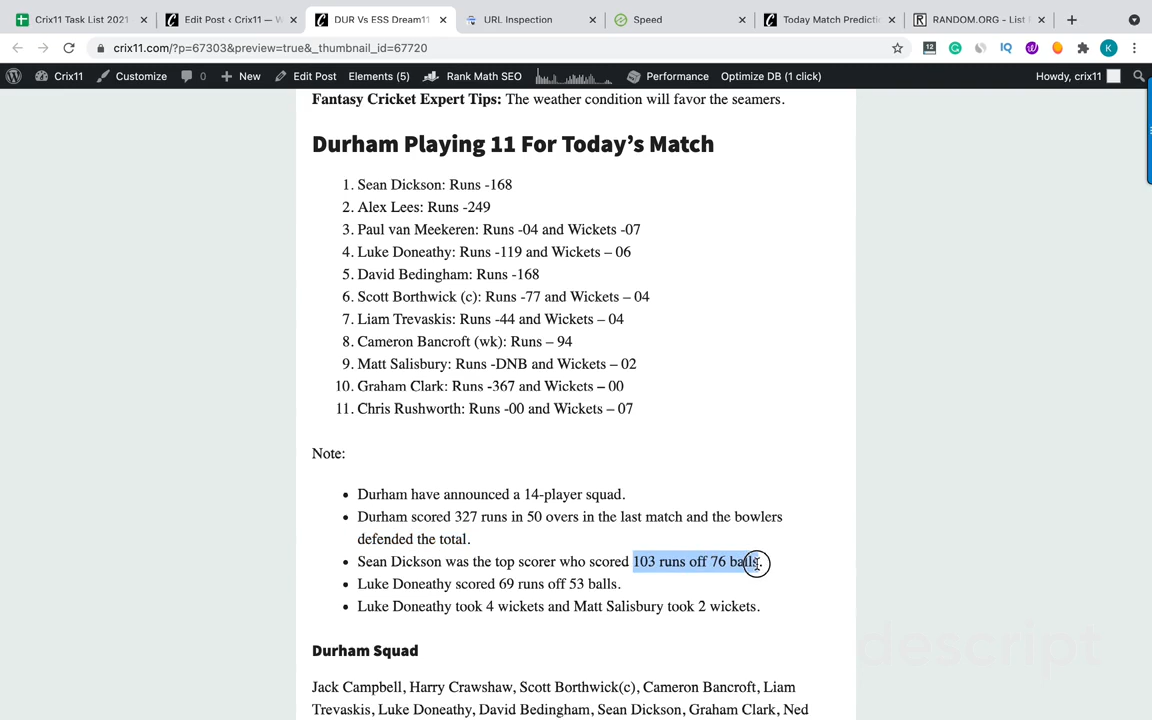 Crix11 Task List 2021
Edit Post ‹ Crix11 — W
DUR Vs ESS Dream11
URL Inspection
Speed
Today Match Predictio
RANDOM.ORG - List
crix11.com/?p=67303&preview=true&_thumbnail_id=67720
12
IQ
K
Crix11
Customize
0
New
Edit Post
Elements (5)
Rank Math SEO
Performance
Optimize DB (1 click)
Howdy, crix11
Fantasy Cricket Expert Tips: The weather condition will favor the seamers.
Durham Playing 11 For Today’s Match
1. Sean Dickson: Runs -168
2. Alex Lees: Runs -249
3. Paul van Meekeren: Runs -04 and Wickets -07
4. Luke Doneathy: Runs -119 and Wickets – 06
5. David Bedingham: Runs -168
6. Scott Borthwick (c): Runs -77 and Wickets – 04
7. Liam Trevaskis: Runs -44 and Wickets – 04
8. Cameron Bancroft (wk): Runs – 94
9. Matt Salisbury: Runs -DNB and Wickets – 02
10. Graham Clark: Runs -367 and Wickets – 00
11. Chris Rushworth: Runs -00 and Wickets – 07
Note:
• Durham have announced a 14-player squad.
• Durham scored 327 runs in 50 overs in the last match and the bowlers
defended the total.
• Sean Dickson was the top scorer who scored 103 runs off 76 balls.
• Luke Doneathy scored 69 runs off 53 balls.
• Luke Doneathy took 4 wickets and Matt Salisbury took 2 wickets.
descript
Durham Squad
Jack Campbell, Harry Crawshaw, Scott Borthwick(c), Cameron Bancroft, Liam
Trevaskis, Luke Doneathy, David Bedingham, Sean Dickson, Graham Clark, Ned